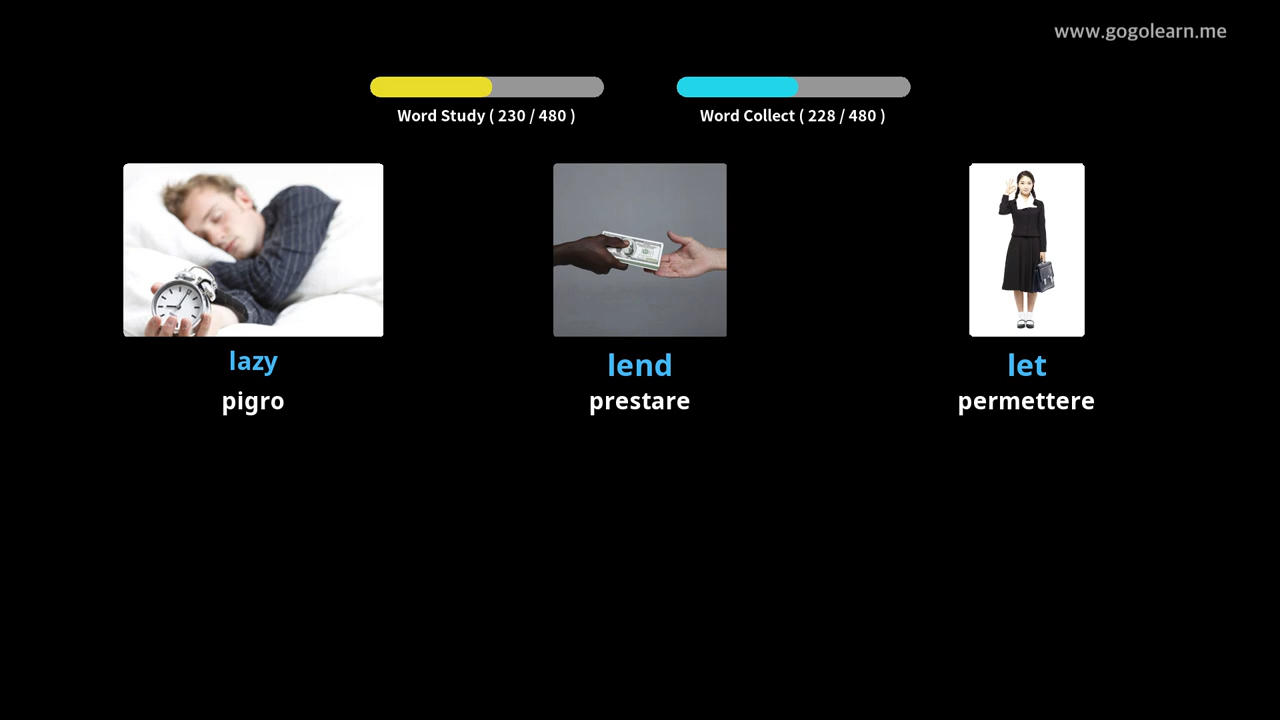 www.gogolearn.me
Word Study ( 230 / 480 )
Word Collect ( 228 / 480 )
lazy
pigro
lend
prestare
let
permettere